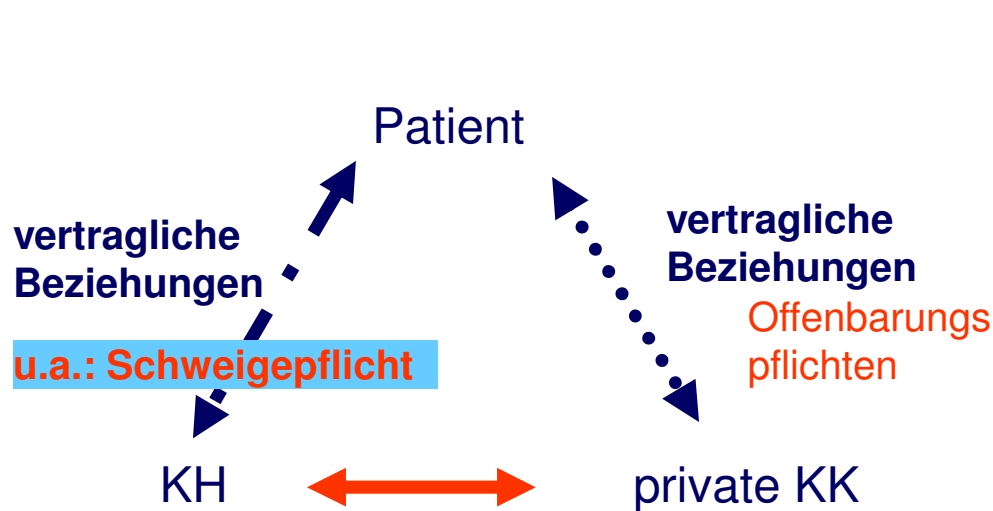 Patient
vertragliche
Beziehungen
u.a.: Schweigepflicht
vertragliche
Beziehungen
Offenbarungs
pflichten
KH
private KK